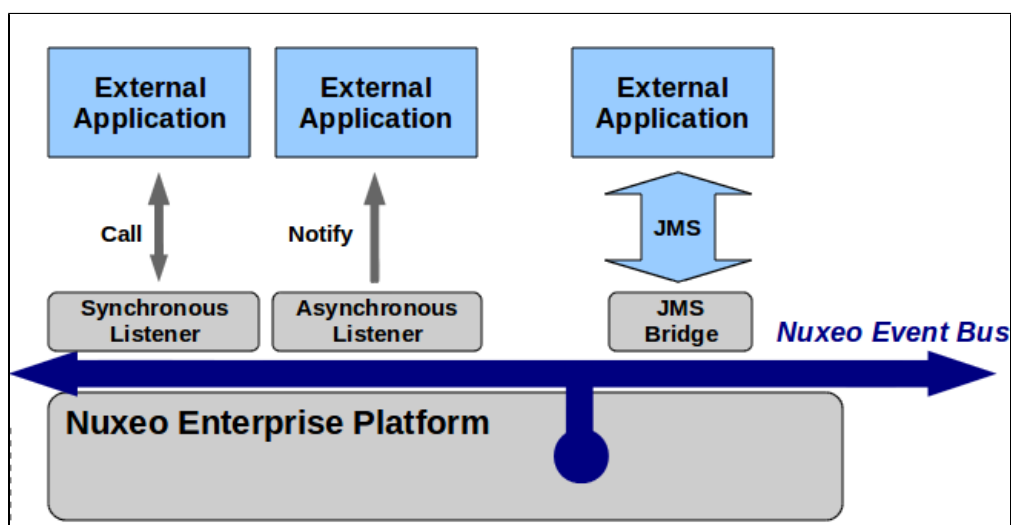 External
Application
External
Application
External
Application
Call
Notify
JMS
Synchronous
Listener
Asynchronous
Listener
JMS
Bridge
Nuxeo Event Bus
Nuxeo Enterprise Platform